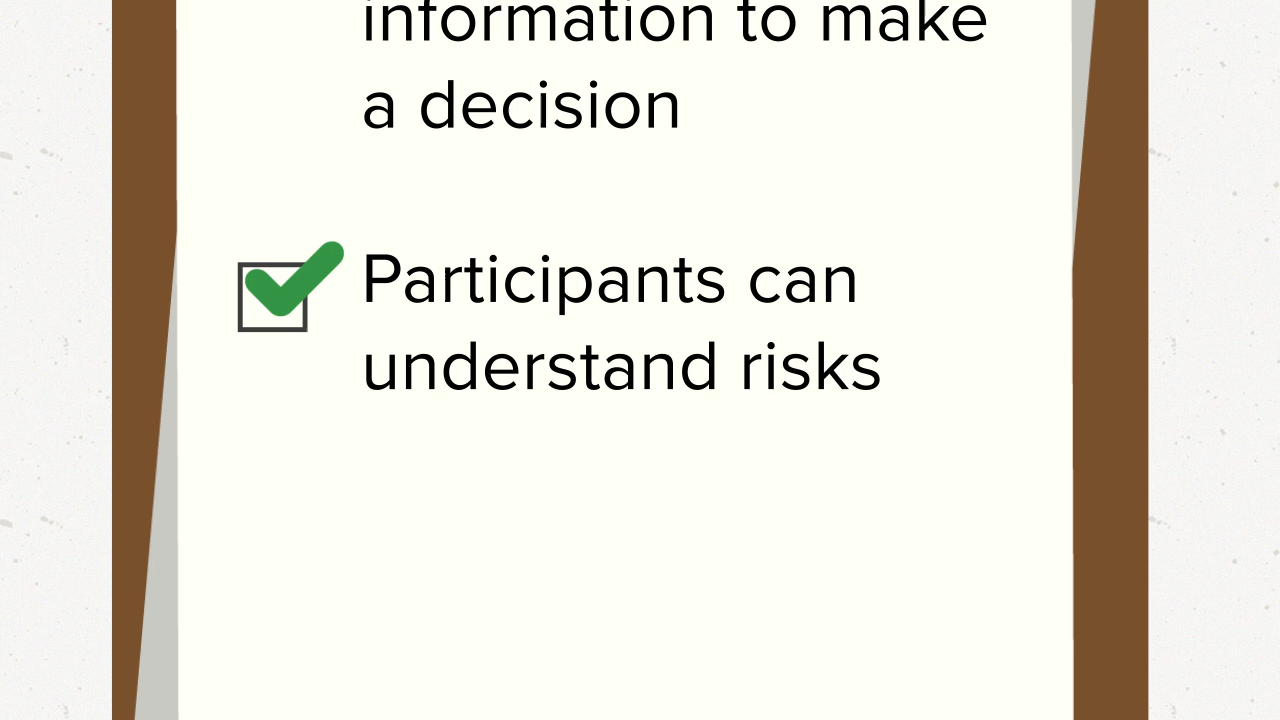 information to make
a decision
Participants can
understand risks